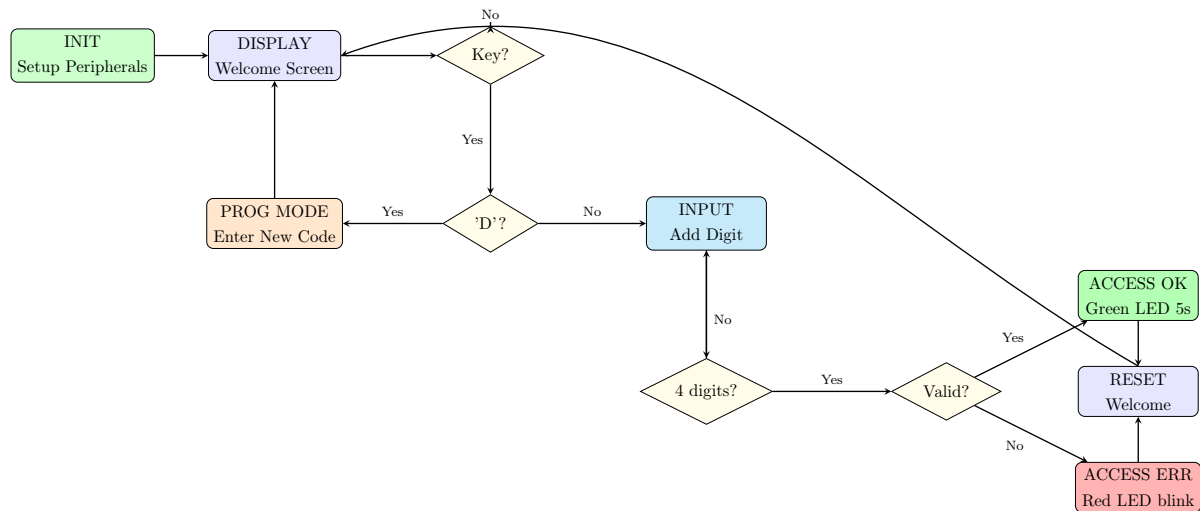 No
INIT
Setup Peripherals
DISPLAY
Welcome Screen
Key?
Yes
PROG MODE
Enter New Code
Yes
'D'?
No
INPUT
Add Digit
No
4 digits?
Yes
Valid?
Yes
No
ACCESS OK
Green LED 5s
RESET
Welcome
ACCESS ERR
Red LED blink